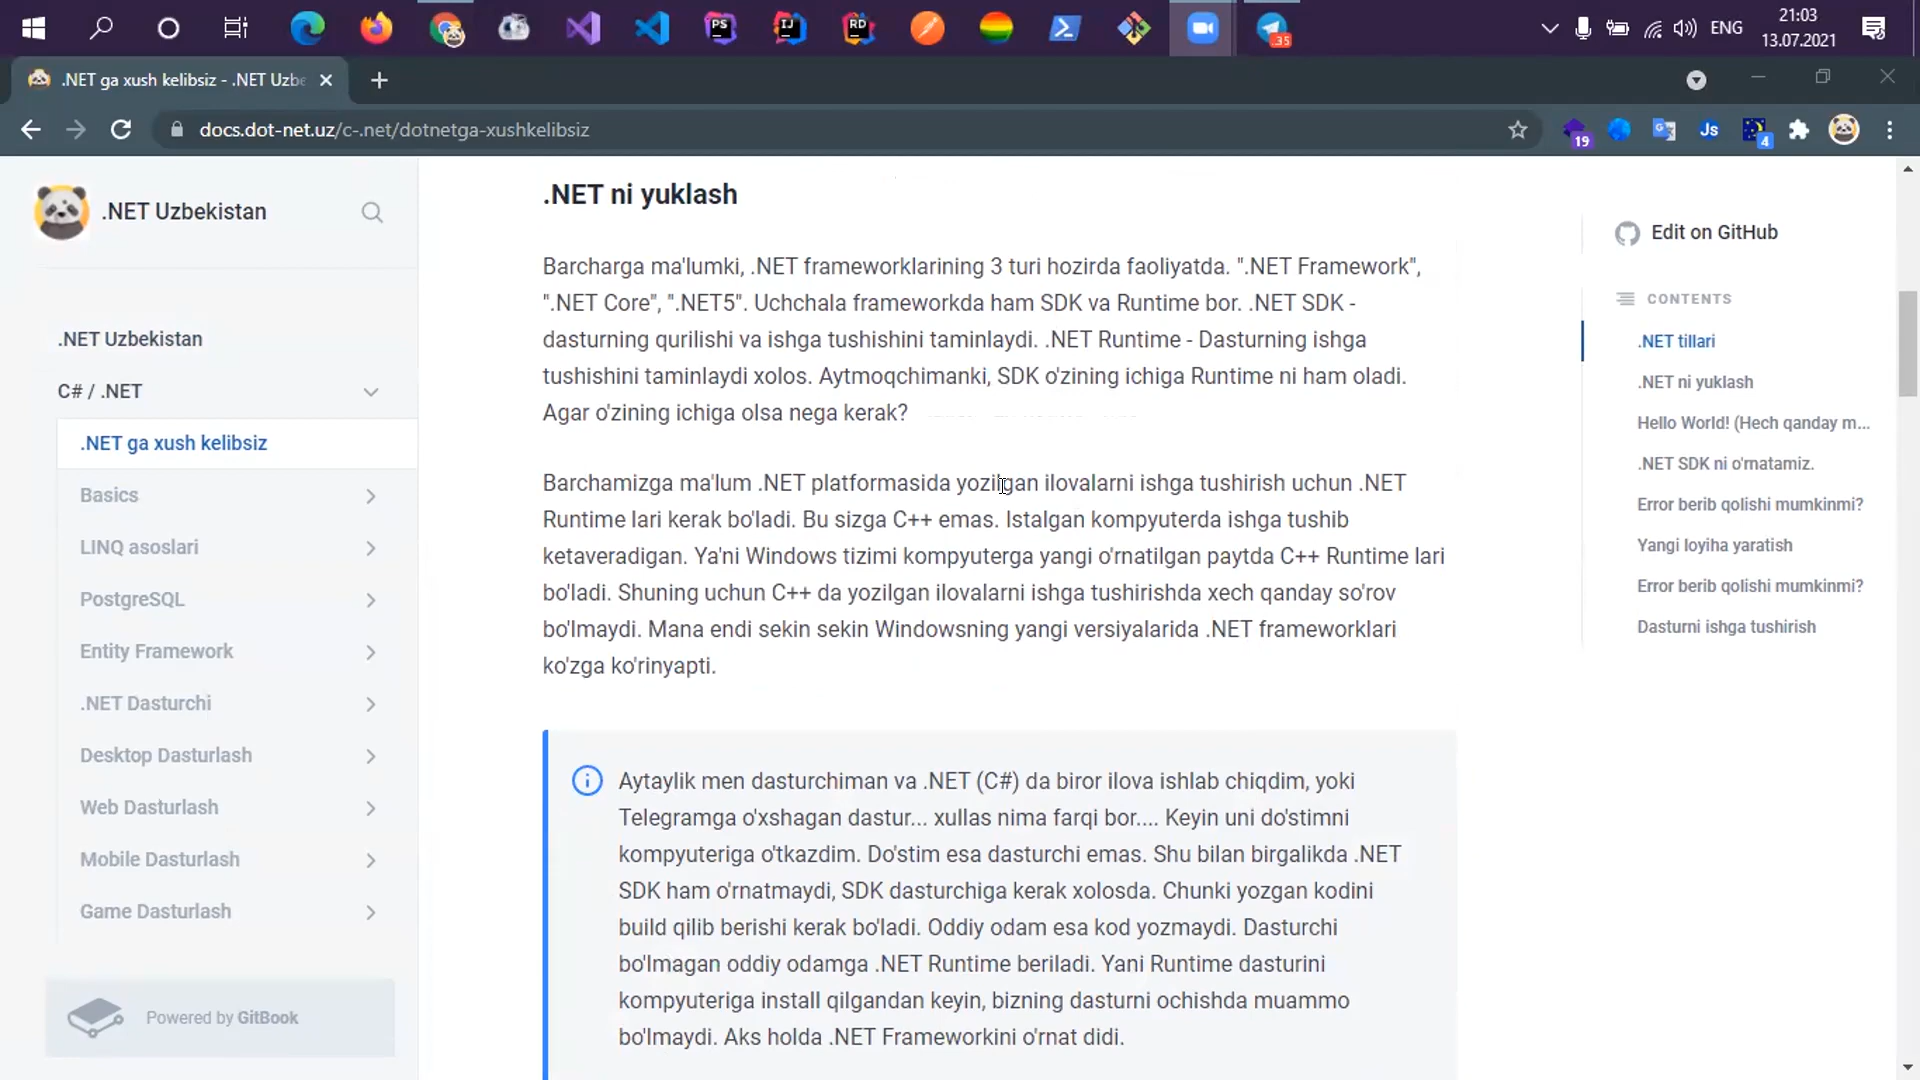 PS
IJ
RD
35
ENG
21:03
13.07.2021
.NET ga xush kelibsiz - .NET Uzbe
docs.dot-net.uz/c-.net/dotnetga-xushkelibsiz
19
Js
4
.NET Uzbekistan
.NET Uzbekistan
C# / .NET
.NET ga xush kelibsiz
Basics
LINQ asoslari
PostgreSQL
Entity Framework
.NET Dasturchi
Desktop Dasturlash
Web Dasturlash
Mobile Dasturlash
Game Dasturlash
Powered by GitBook
.NET ni yuklash
Barcharga ma'lumki, .NET frameworklarining 3 turi hozirda faoliyatda. ".NET Framework",
".NET Core", ".NET5". Uchchala frameworkda ham SDK va Runtime bor. .NET SDK -
dasturning qurilishi va ishga tushishini taminlaydi. .NET Runtime - Dasturning ishga
tushishini taminlaydi xolos. Aytmoqchimanki, SDK o'zining ichiga Runtime ni ham oladi.
Agar o'zining ichiga olsa nega kerak?
Barchamizga ma'lum .NET platformasida yozilgan ilovalarni ishga tushirish uchun .NET
Runtime lari kerak bo'ladi. Bu sizga C++ emas. Istalgan kompyuterda ishga tushib
ketaveradigan. Ya'ni Windows tizimi kompyuterga yangi o'rnatilgan paytda C++ Runtime lari
bo'ladi. Shuning uchun C++ da yozilgan ilovalarni ishga tushirishda xech qanday so'rov
bo'lmaydi. Mana endi sekin sekin Windowsning yangi versiyalarida .NET frameworklari
ko'zga ko'rinyapti.
Aytaylik men dasturchiman va .NET (C#) da biror ilova ishlab chiqdim, yoki
Telegramga o'xshagan dastur... xullas nima farqi bor.... Keyin uni do'stimni
kompyuteriga o'tkazdim. Do'stim esa dasturchi emas. Shu bilan birgalikda .NET
SDK ham o'rnatmaydi, SDK dasturchiga kerak xolosda. Chunki yozgan kodini
build qilib berishi kerak bo'ladi. Oddiy odam esa kod yozmaydi. Dasturchi
bo'lmagan oddiy odamga .NET Runtime beriladi. Yani Runtime dasturini
kompyuteriga install qilgandan keyin, bizning dasturni ochishda muammo
bo'lmaydi. Aks holda .NET Frameworkini o'rnat didi.
Edit on GitHub
CONTENTS
.NET tillari
.NET ni yuklash
Hello World! (Hech qanday m...
.NET SDK ni o'rnatamiz.
Error berib qolishi mumkinmi?
Yangi loyiha yaratish
Error berib qolishi mumkinmi?
Dasturni ishga tushirish